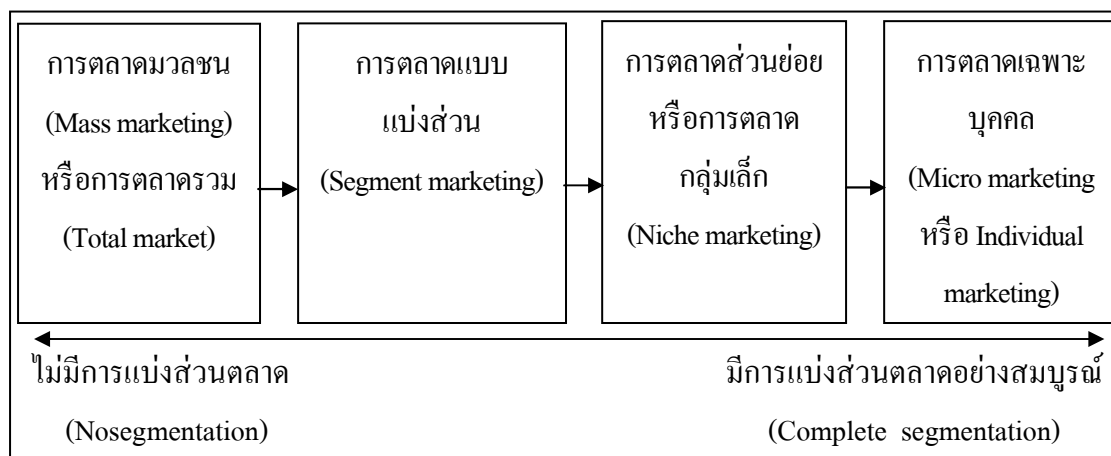 การตลาดมวลชน
(Mass marketing)
หรือการตลาดรวม
(Total market)
การตลาดแบบ
แบ่งส่วน
(Segment marketing)
การตลาดส่วนย่อย
หรือการตลาด
กลุ่มเล็ก
(Niche marketing)
การตลาดเฉพาะ
บุคคล
(Micro marketing
หรือ Individual
marketing)
ไม่มีการแบ่งส่วนตลาด
(Nosegmentation)
มีการแบ่งส่วนตลาดอย่างสมบูรณ์
(Complete segmentation)